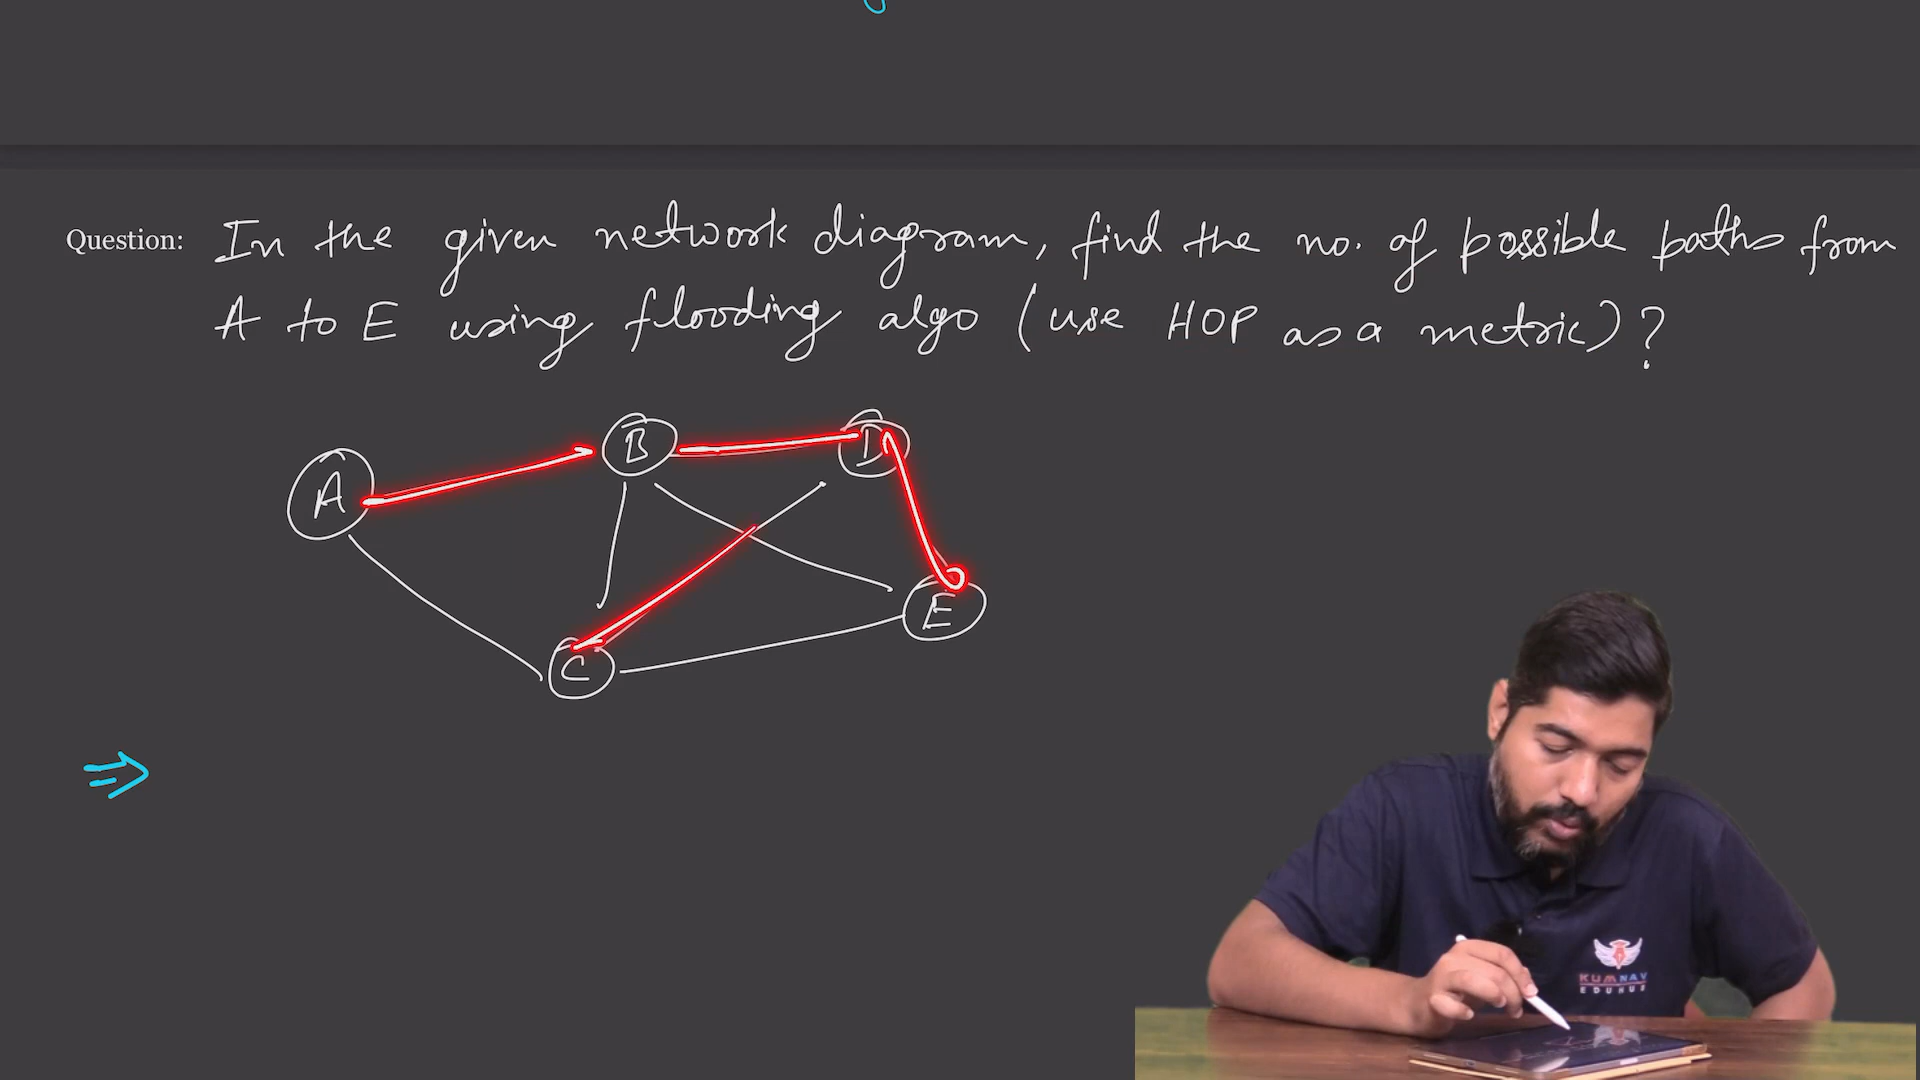 Question: In the given network diagram, find the no. of possible paths from
A to E using flooding algo (use HOP as a metric)?
A
B
D
C
E
KUMNAV
EDUHUB